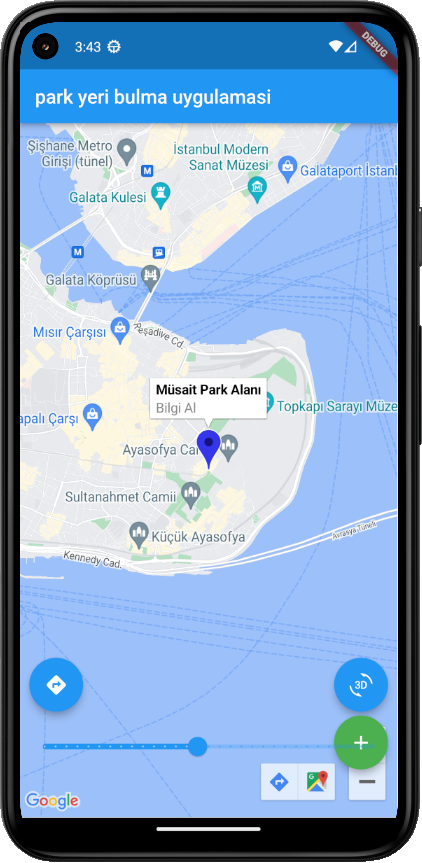 3:43
DEBUG
park yeri bulma uygulamasi
Şişhane Metro
Girişi (tünel)
İstanbul Modern
Sanat Müzesi
M
Galataport İstan
Galata Kulesi
M
Galata Köprüsü
Reşadiye Cd.
Mısır Çarşısı
Müsait Park Alanı
Bilgi Al
apalı Çarşı
Topkapı Sarayı Müze
Ayasofya Ca
Sultanahmet Camii
Küçük Ayasofya
Avrasya Tüneli
Kennedy Cad.
3D
Google